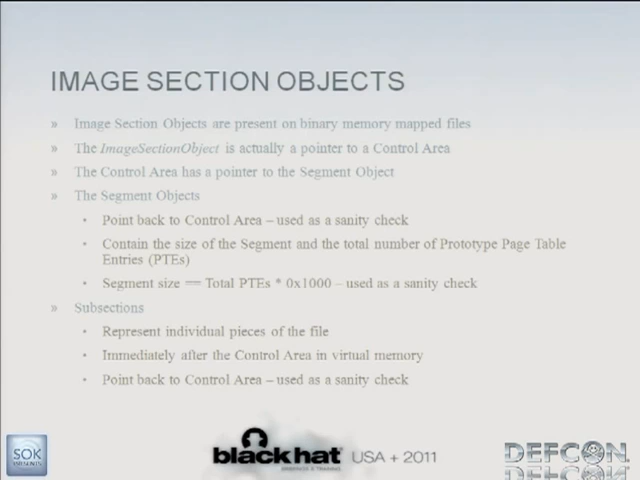 IMAGE SECTION OBJECTS
» Image Section Objects are present on binary memory mapped files
» The ImageSectionObject is actually a pointer to a Control Area
» The Control Area has a pointer to the Segment Object
» The Segment Objects
• Point back to Control Area – used as a sanity check
• Contain the size of the Segment and the total number of Prototype Page Table
Entries (PTEs)
• Segment size == Total PTEs * 0x1000 – used as a sanity check
» Subsections
• Represent individual pieces of the file
• Immediately after the Control Area in virtual memory
• Point back to Control Area – used as a sanity check
SOK
PRESENTS
black hat USA + 2011
DEFCON